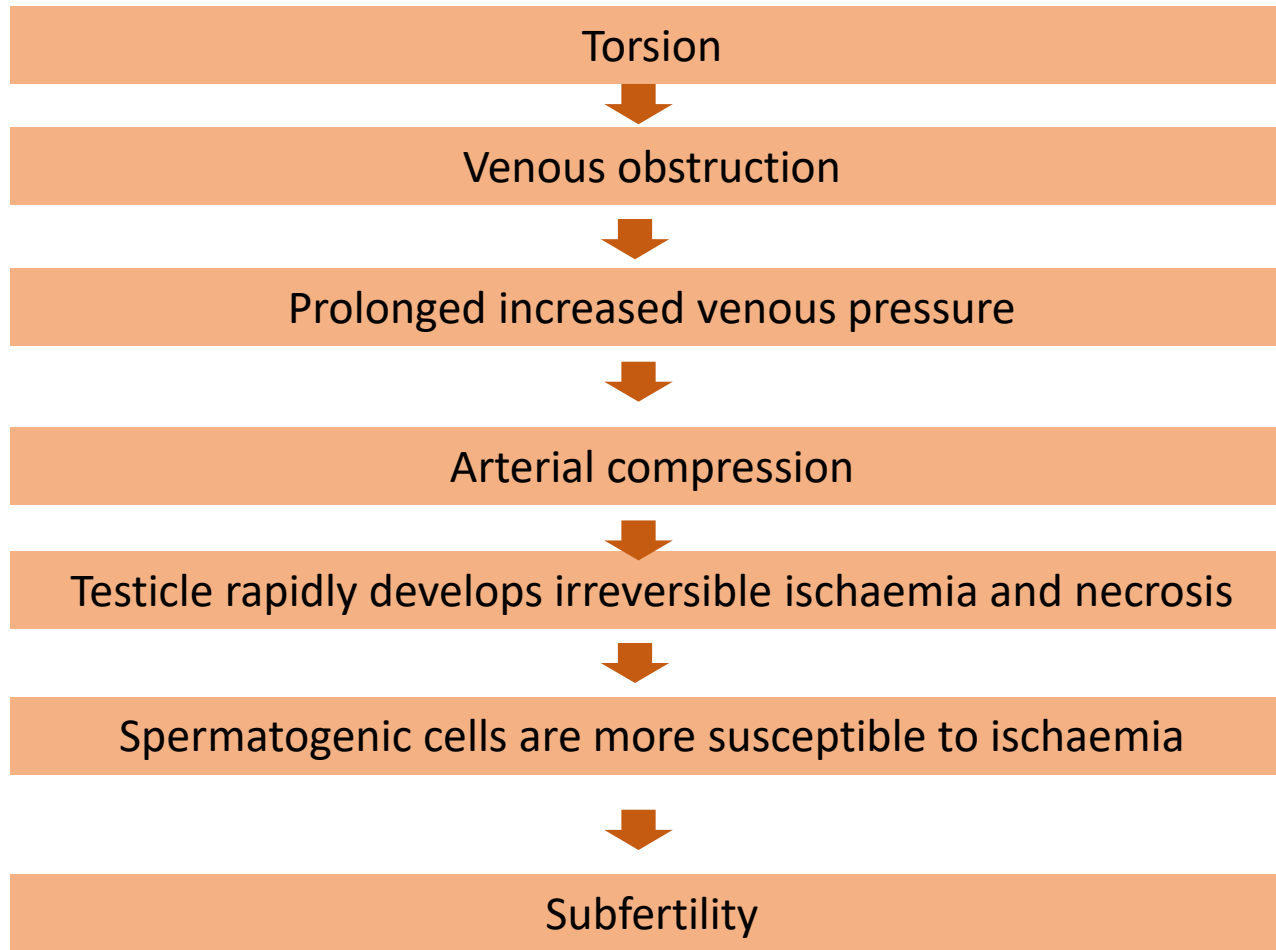 Torsion
Venous obstruction
Prolonged increased venous pressure
Arterial compression
Testicle rapidly develops irreversible ischaemia and necrosis
Spermatogenic cells are more susceptible to ischaemia
Subfertility